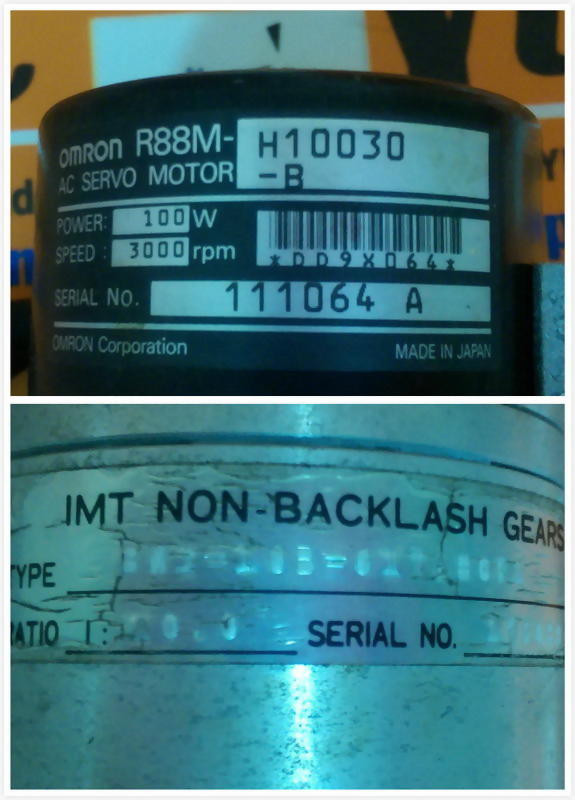 OMRON R88M-H10030
AC SERVO MOTOR -B
POWER: 100 W
SPEED: 3000 rpm
*DD9X064*
SERIAL No. 111064 A
OMRON Corporation
MADE IN JAPAN
IMT NON-BACKLASH GEARS
TYPE
RATIO 1:
SERIAL NO.